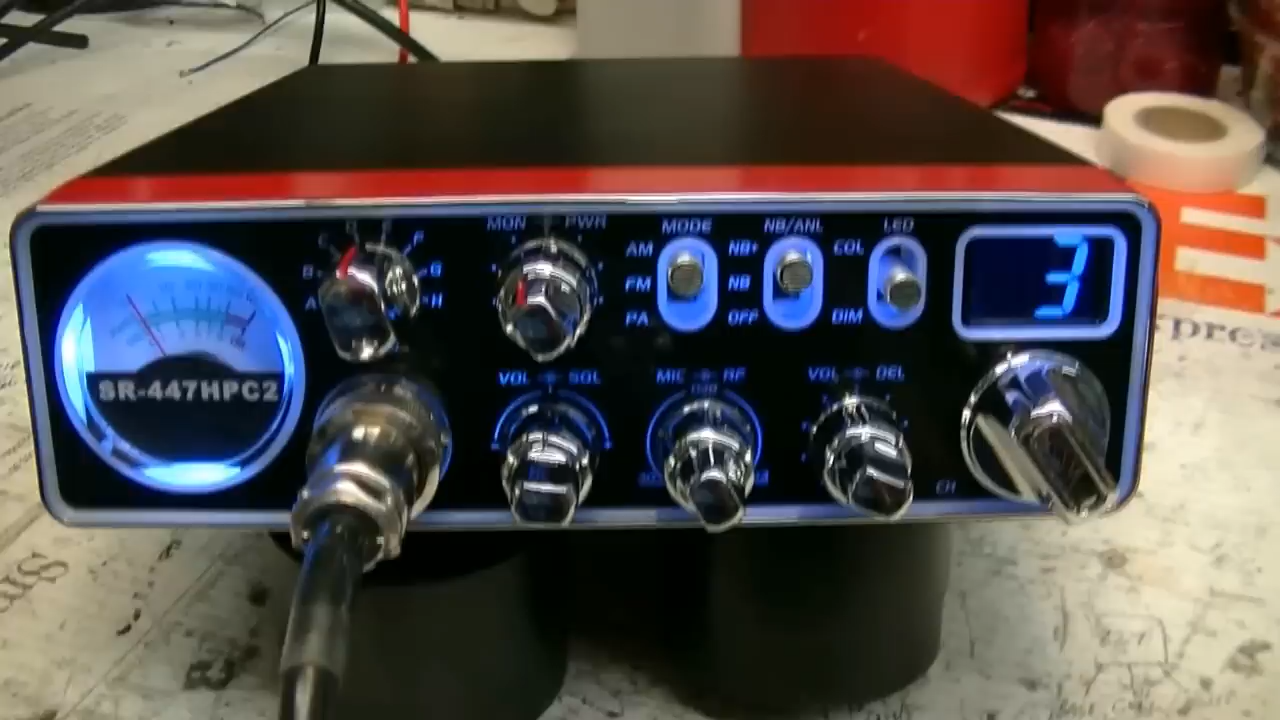 MON PWR
MODE
NB/ANL
LED
AM
FM
PA
NB+
NB
OFF
COL
DIM
3
A
B
C
D
E
F
G
H
SR-447HPC2
VOL SQL
MIC RF
VOL DEL
CH
xpress